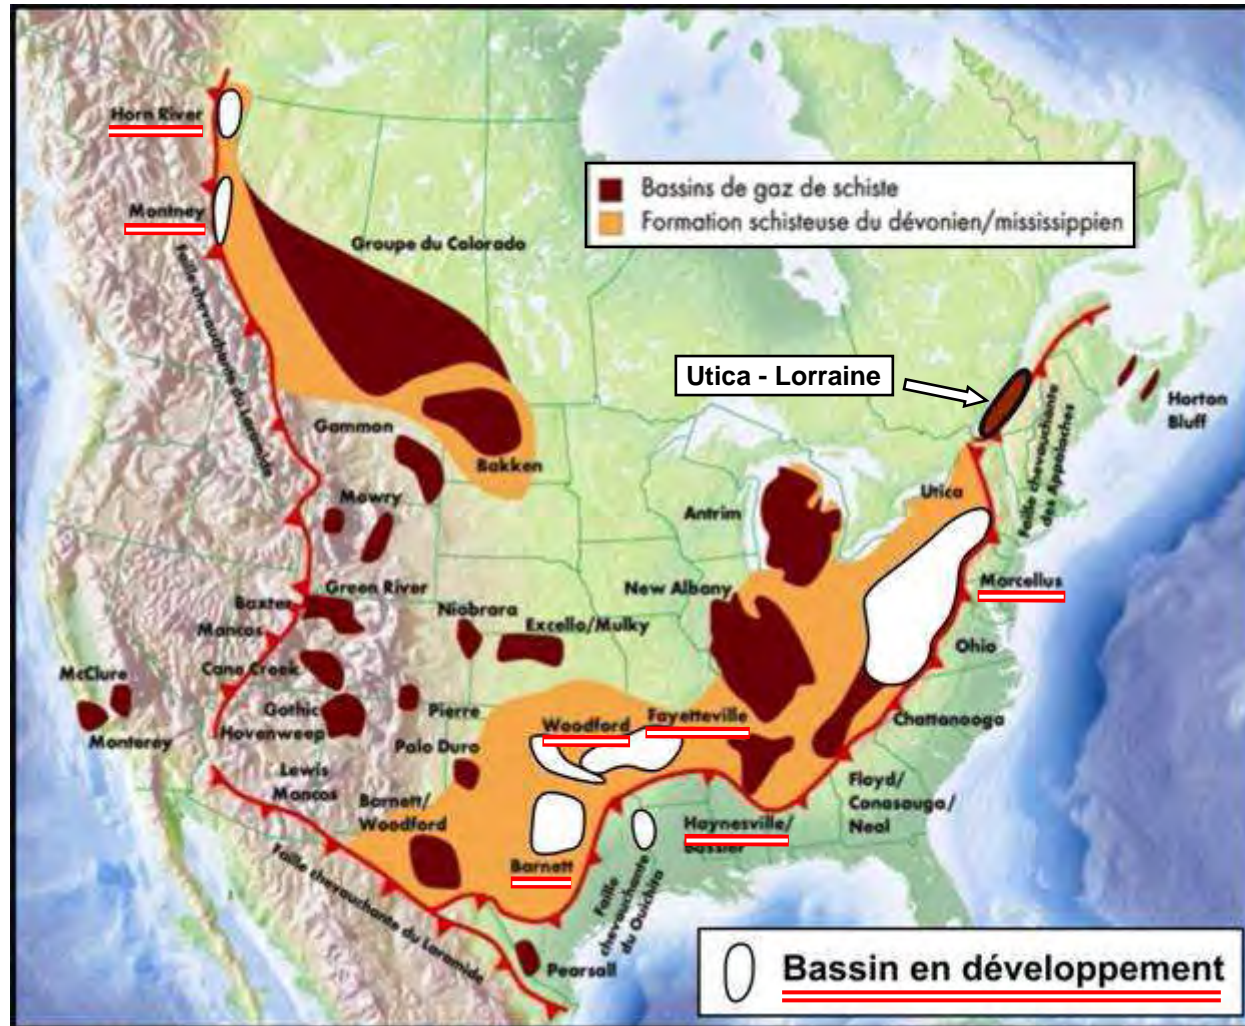 Horn River
Montney
Faille chevauchante du Laramide
Groupe du Colorado
Bassins de gaz de schiste
Formation schisteuse du dévonien/mississippien
Utica - Lorraine
Horton
Bluff
Faille chevauchante
des Appalaches
Gammon
Bakken
Utica
Mowry
Antrim
Green River
New Albany
Marcellus
Baxter
Niobrara
Mancos
Excello/Mulky
Ohio
Cane Creek
McClure
Gothic
Pierre
Woodford
Fayetteville
Chattanooga
Monterey
Hovenweep
Palo Duro
Lewis
Mancos
Barnett/
Woodford
Floyd/
Conasauga/
Neal
Haynesville/
Bossier
Barnett
Faille
chevauchante
du Ouichita
Faille chevauchante du Laramide
Pearsall
Bassin en développement